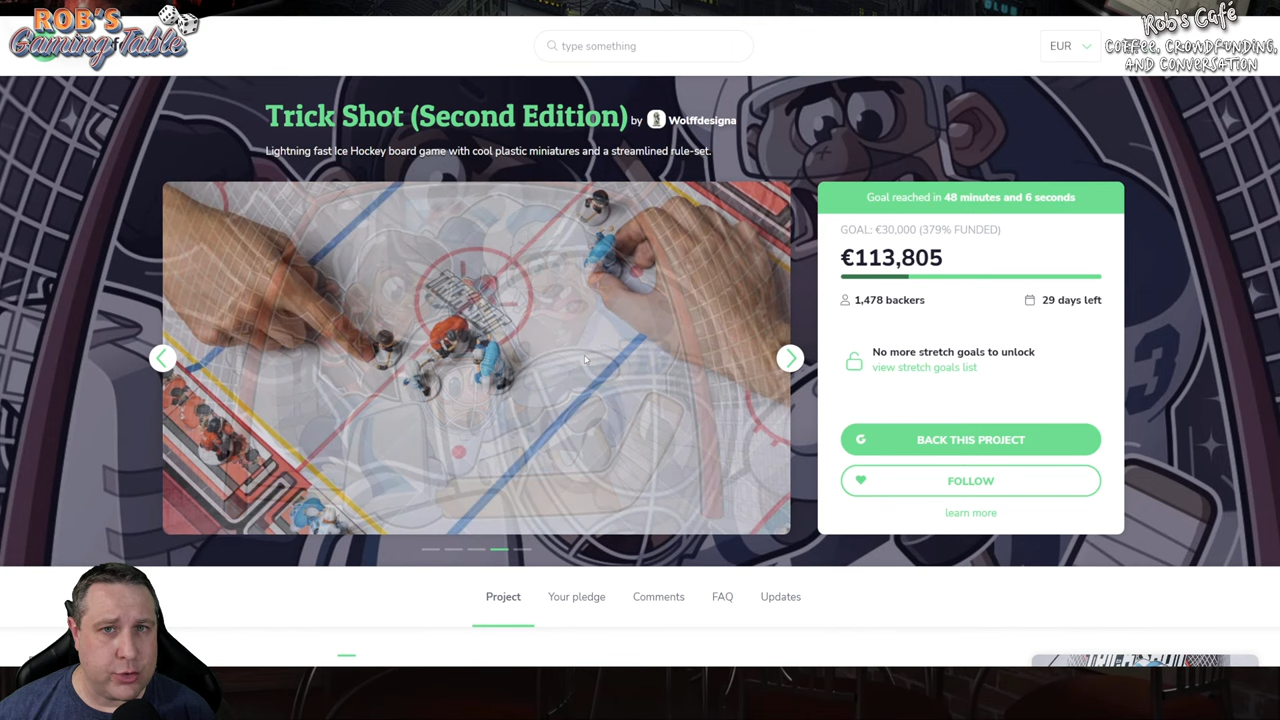 CLUB
ROB'S
Gaming Table
type something
EUR
Rob's Café
COFFEE, CROWDFUNDING,
AND CONVERSATION
Trick Shot (Second Edition) by Wolffdesigna
Lightning fast Ice Hockey board game with cool plastic miniatures and a streamlined rule-set.
Goal reached in 48 minutes and 6 seconds
GOAL: €30,000 (379% FUNDED)
€113,805
1,478 backers
29 days left
No more stretch goals to unlock
view stretch goals list
G BACK THIS PROJECT
FOLLOW
learn more
3
Project Your pledge Comments FAQ Updates